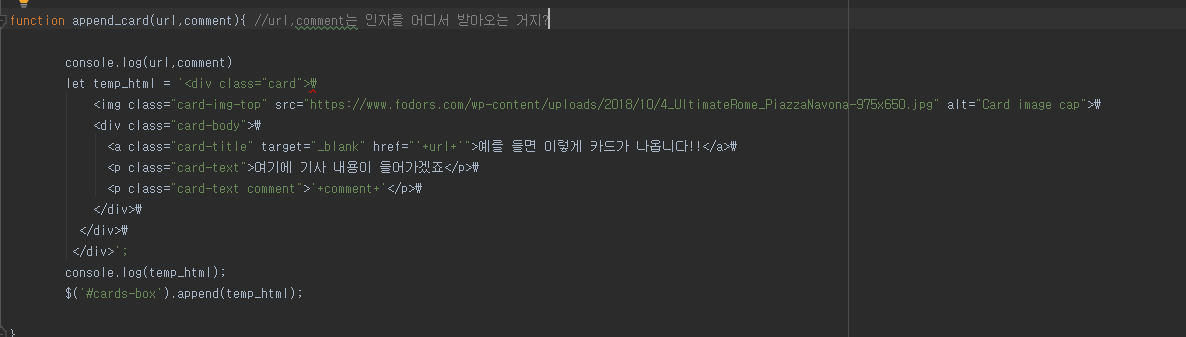 function append_card(url,comment){ //url,comment는 인자를 어디서 받아오는 거지?
console.log(url,comment)
let temp_html = '<div class="card">\
<img class="card-img-top" src="https://www.fodors.com/wp-content/uploads/2018/10/4_UltimateRome_PiazzaNavona-975x650.jpg" alt="Card image cap">\
<div class="card-body">\
<a class="card-title" target="_blank" href="'+url+'">예를 들면 이렇게 카드가 나옵니다!!</a>\
<p class="card-text">여기에 기사 내용이 들어가겠죠</p>\
<p class="card-text comment">'+comment+'</p>\
</div>\
</div>\
</div>';
console.log(temp_html);
$('#cards-box').append(temp_html);
}